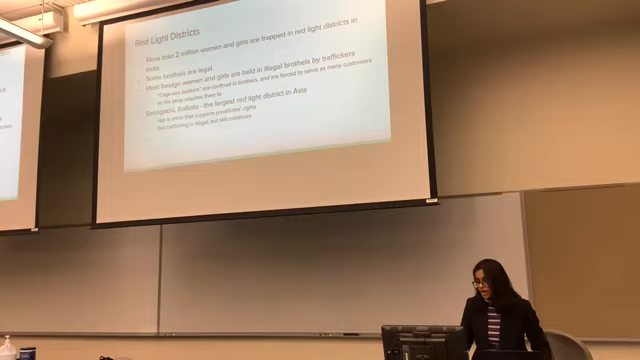 Red Light Districts
More than 2 million women and girls are trapped in red light districts in
India
Some brothels are legal
Most foreign women and girls are held in illegal brothels by traffickers
"Cage-sex workers" are confined in brothels, and are forced to serve as many customers
as the pimp requires them to
Sonagachi, Kolkata - the largest red light district in Asia
Has a union that supports prostitutes' rights
Sex trafficking is illegal, but still continues